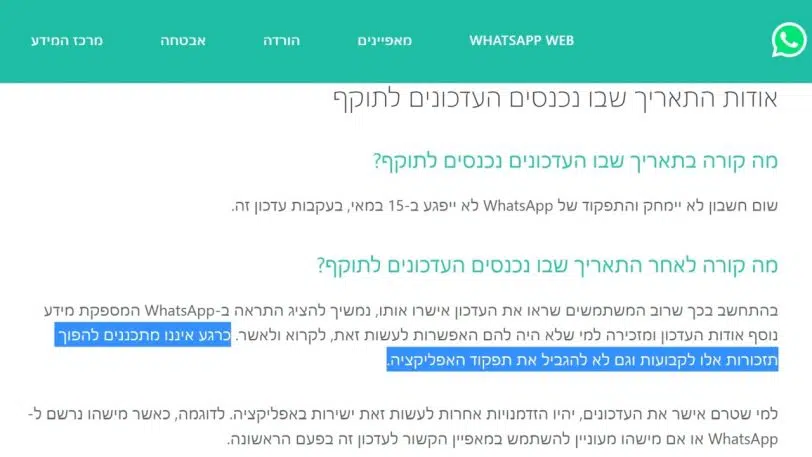 WHATSAPP WEB מאפיינים הורדה אבטחה מרכז המידע
אודות התאריך שבו נכנסים העדכונים לתוקף
מה קורה בתאריך שבו העדכונים נכנסים לתוקף?
שום חשבון לא יימחק והתפקוד של WhatsApp לא ייפגע ב-15 במאי, בעקבות עדכון זה.
מה קורה לאחר התאריך שבו נכנסים העדכונים לתוקף?
בהתחשב בכך שרוב המשתמשים שראו את העדכון אישרו אותו, נמשיך להציג התראה ב-WhatsApp המספקת מידע
נוסף אודות העדכון ומזכירה למי שלא היה להם האפשרות לעשות זאת, לקרוא ולאשר. כרגע איננו מתכננים להפוך
תזכורות אלו לקבועות וגם לא להגביל את תפקוד האפליקציה.
למי שטרם אישר את העדכונים, יהיו הזדמנויות אחרות לעשות זאת ישירות באפליקציה. לדוגמה, כאשר מישהו נרשם ל-
WhatsApp או אם מישהו מעוניין להשתמש במאפיין הקשור לעדכון זה בפעם הראשונה.